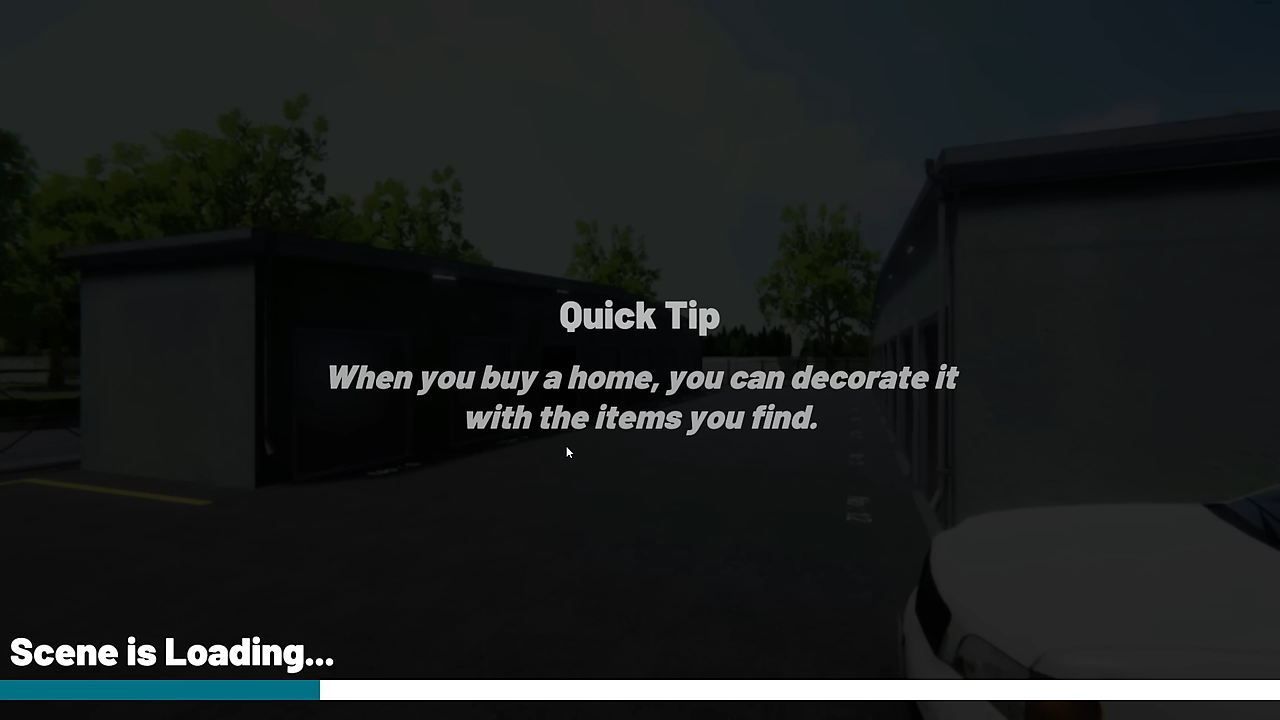 Quick Tip
When you buy a home, you can decorate it
with the items you find.
Scene is Loading...